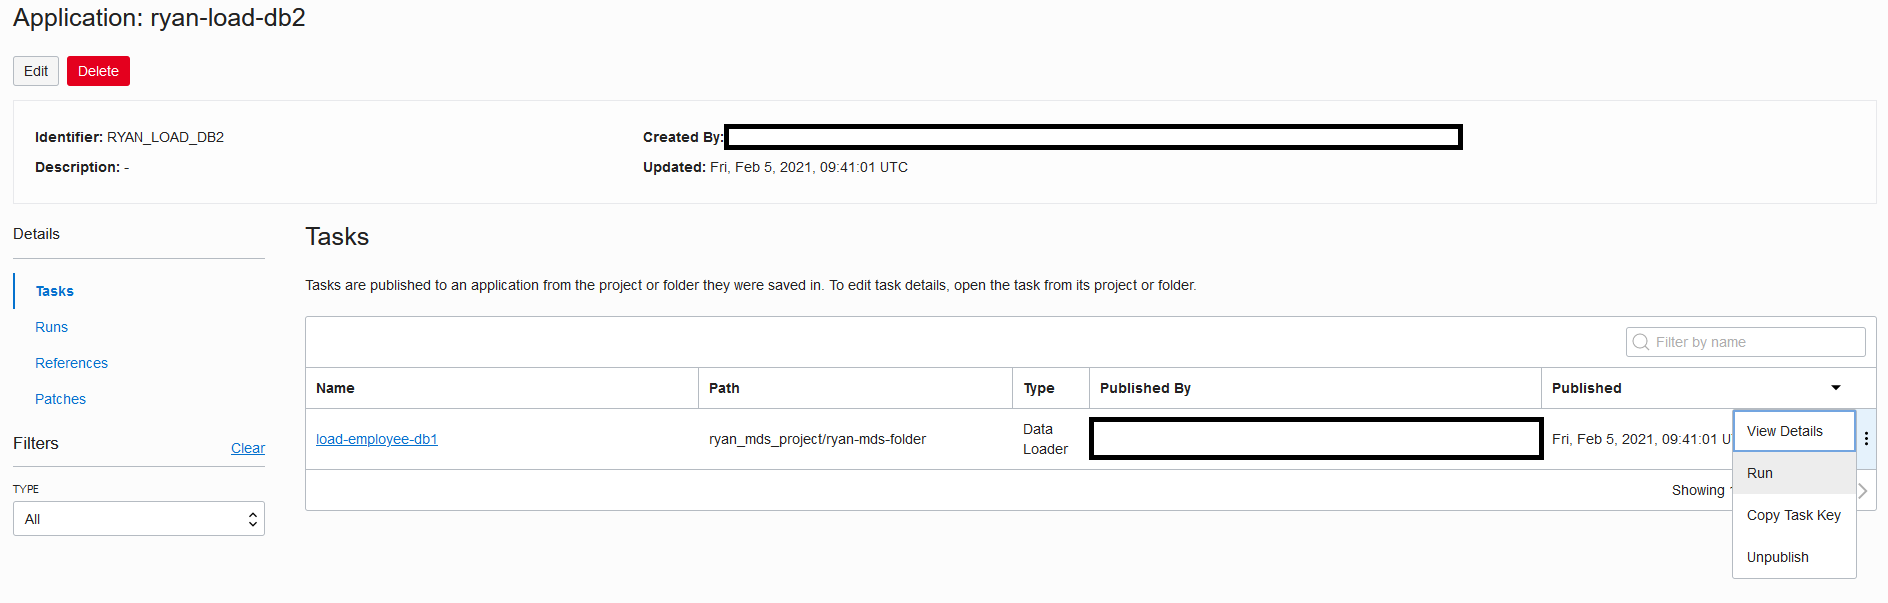 Application: ryan-load-db2
Edit
Delete
Identifier: RYAN_LOAD_DB2
Created By:
Description: -
Updated: Fri, Feb 5, 2021, 09:41:01 UTC
Details
Tasks
Runs
References
Patches
Filters
Clear
TYPE
All
Tasks
Tasks are published to an application from the project or folder they were saved in. To edit task details, open the task from its project or folder.
Filter by name
Name
Path
Type
Published By
Published
load-employee-db1
ryan_mds_project/ryan-mds-folder
Data
Loader
Fri, Feb 5, 2021, 09:41:01
Showing
View Details
Run
Copy Task Key
Unpublish